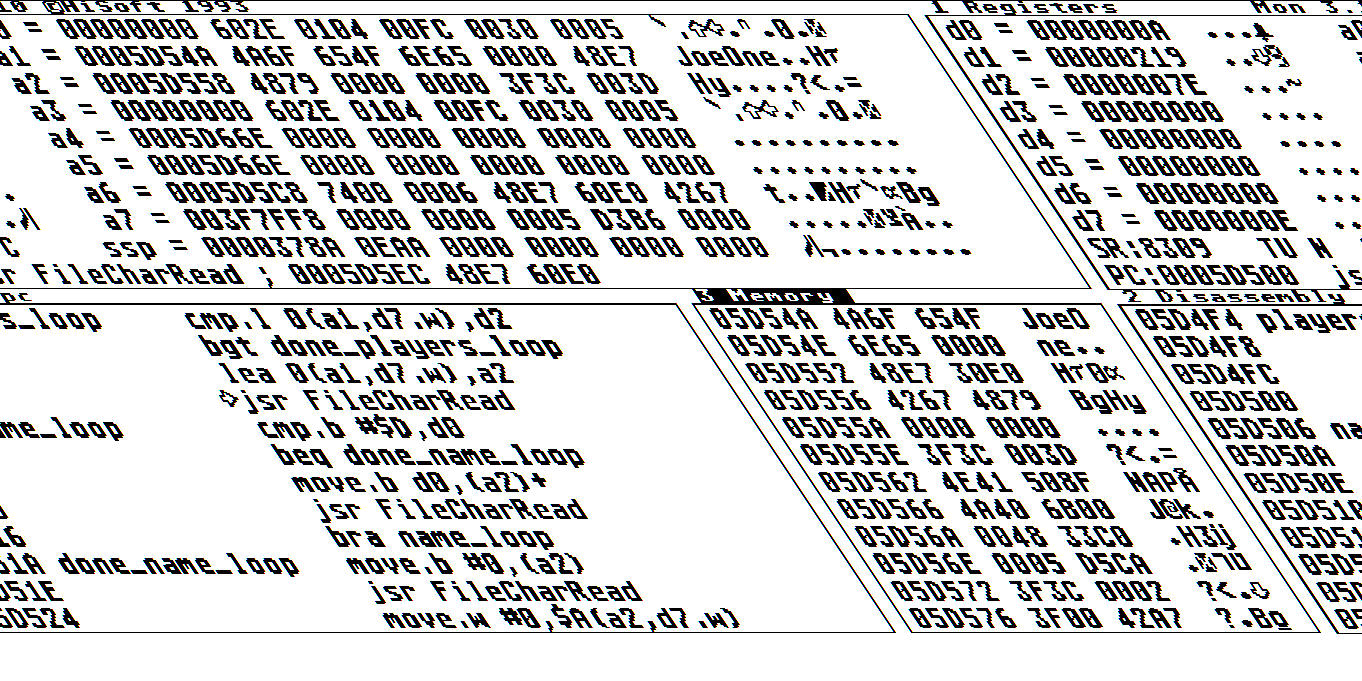 10 ©HiSoft 1993 1 Registers Mon 3.
0 = 00000000 602E 0104 00FC 0030 0005 d0 = 0000000A
a1 = 0005D54A 4A6F 654F 6E65 0000 48E7 JoeOne..H d1 = 00000219
a2 = 0005D558 4879 0000 0000 3F3C 003D Hy....?<.= d2 = 0000007E ...~
a3 = 00000000 602E 0104 00FC 0030 0005 d3 = 00000000 ....
a4 = 0005D66E 0000 0000 0000 0000 0000 .......... d4 = 00000000 ....
a5 = 0005D66E 0000 0000 0000 0000 0000 .......... d5 = 00000000
a6 = 0005D5C8 7400 0006 48E7 60E0 4267 d6 = 00000000
a7 = 003F7FF8 0000 0000 0005 D3B6 0000 d7 = 0000000E
C ssp = 0000378A 0EAA 0000 0000 0000 0000 SR:8309 TU N
sr FileCharRead ; 0005D5EC 48E7 60E0 PC:0005D500 js
pc 3 Memory 2 Disassembly
s_loop cmp.l 0(a1,d7.w),d2 05D54A 4A6F 654F JoeO 05D4F4 player
bgt done_players_loop 05D54E 6E65 0000 ne.. 05D4F8
lea 0(a1,d7.w),a2 05D552 48E7 30E0 05D4FC
jsr FileCharRead 05D556 4267 4879 BgHy 05D500
me_loop cmp.b #$D,d0 05D55A 0000 0000 .... 05D506 na
beq done_name_loop 05D55E 3F3C 003D ?<.= 05D50A
move.b d0,(a2)+ 05D562 4E41 508F NAPÅ 05D50E
jsr FileCharRead 05D566 4A40 6B00 J@k. 05D510
16 bra name_loop 05D56A 0048 33C0 .H3ij 05D51
51A done_name_loop move.b #0,(a2) 05D56E 0005 D5CA 05D5
D51E jsr FileCharRead 05D572 3F3C 0002 05D
5D524 move.w #0,$A(a2,d7.w) 05D576 3F00 42A7 ?.Bº 05